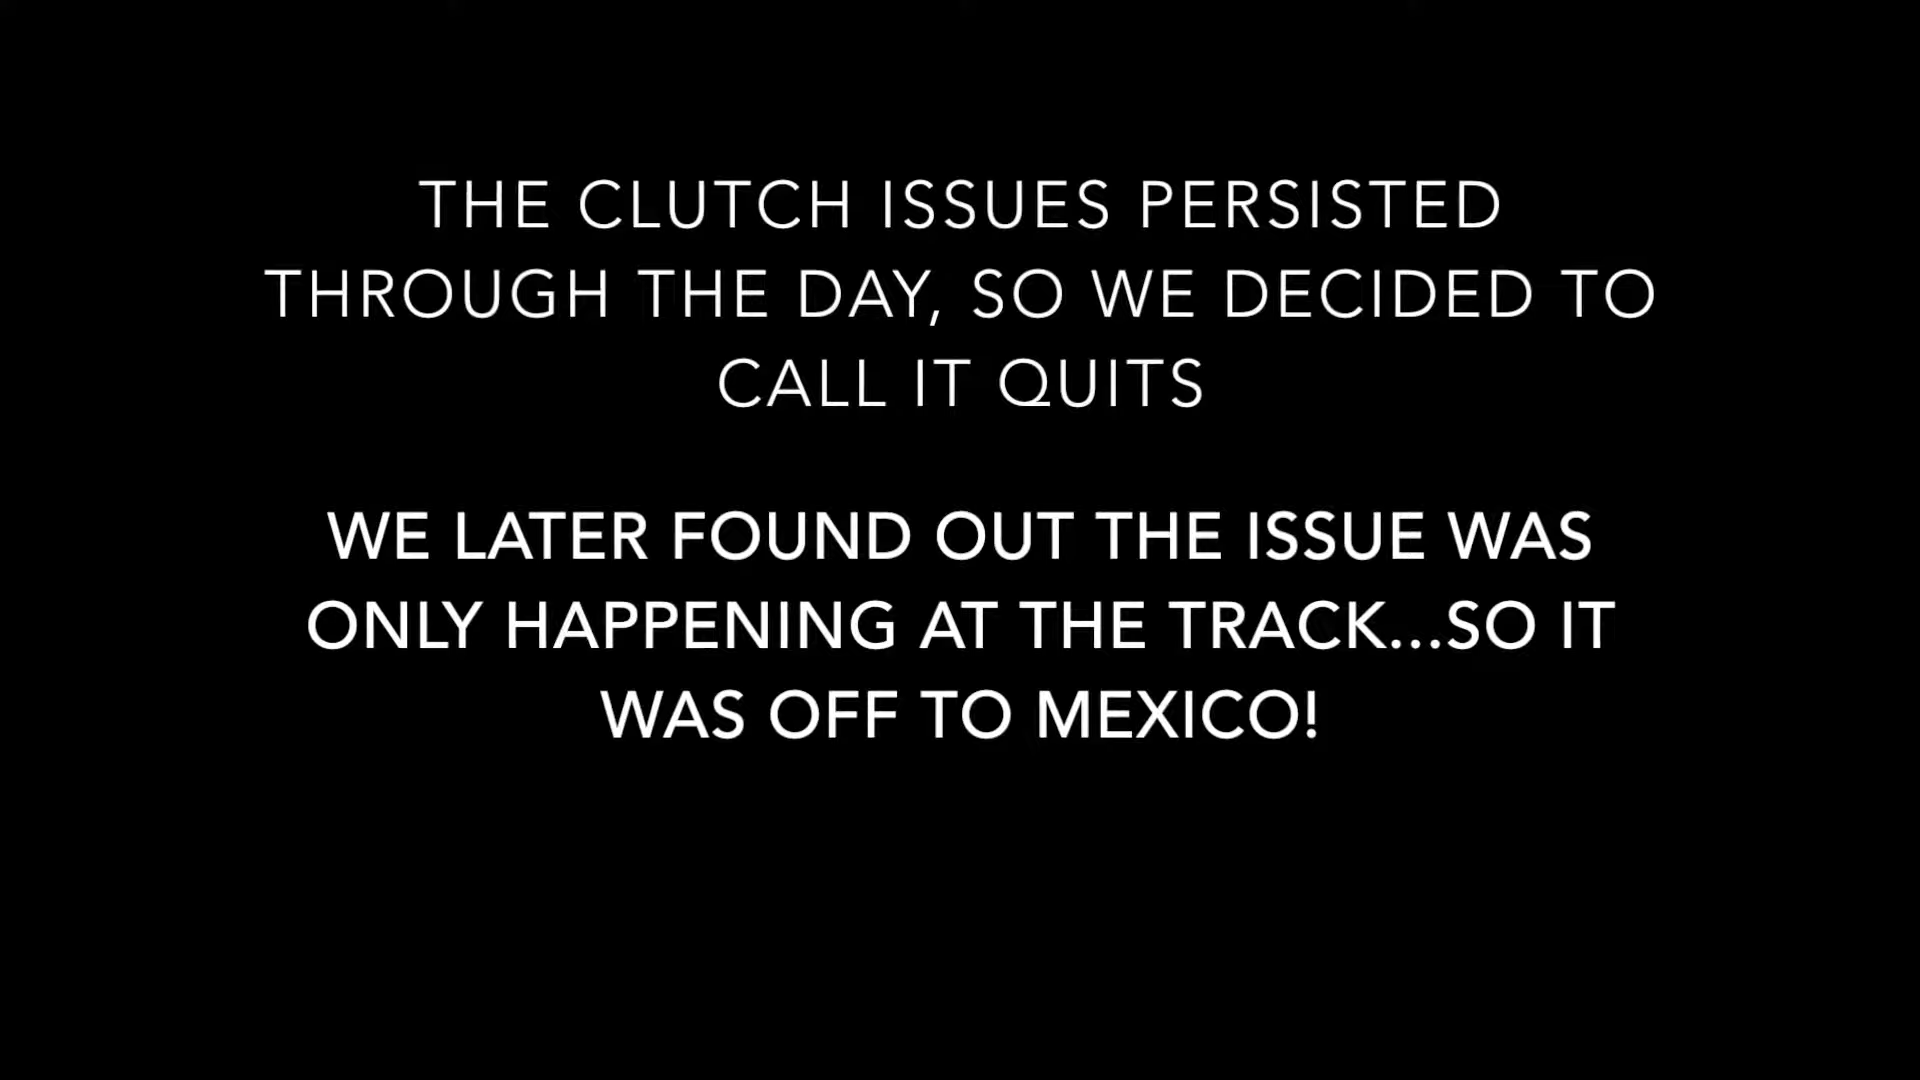 THE CLUTCH ISSUES PERSISTED
THROUGH THE DAY, SO WE DECIDED TO
CALL IT QUITS
WE LATER FOUND OUT THE ISSUE WAS
ONLY HAPPENING AT THE TRACK...SO IT
WAS OFF TO MEXICO!